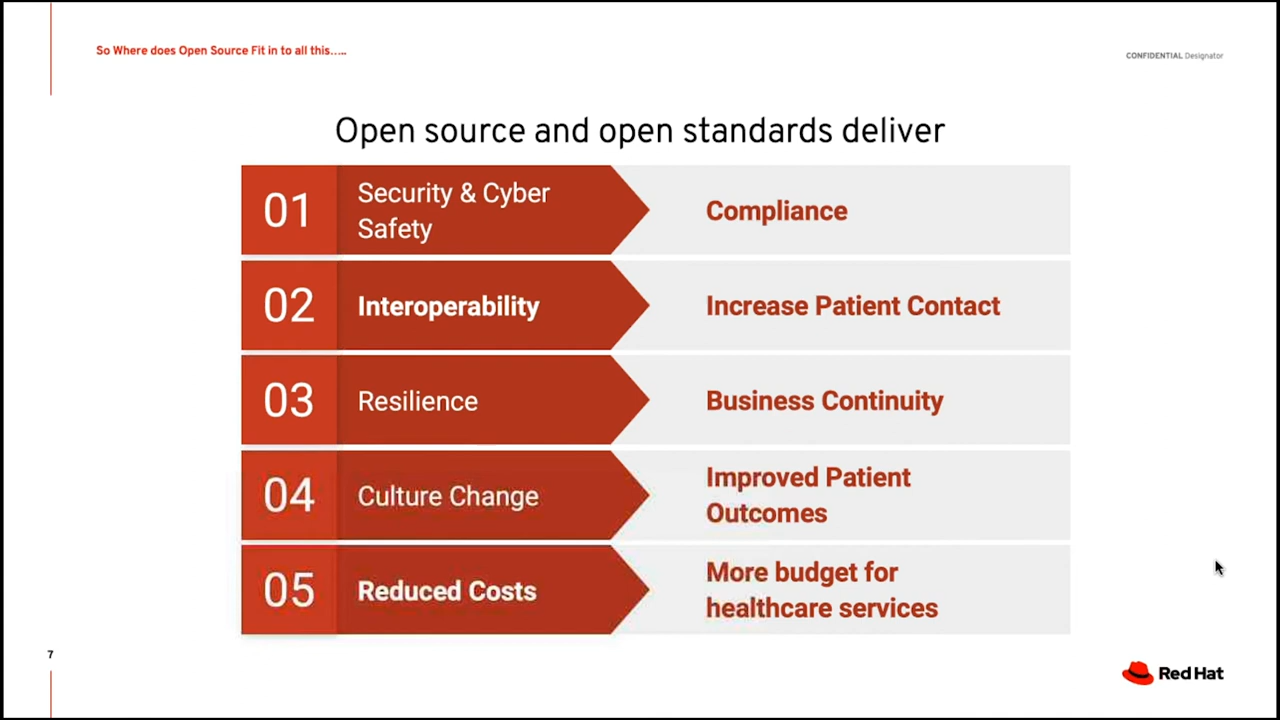 So Where does Open Source Fit in to all this.....
CONFIDENTIAL Designator
Open source and open standards deliver
01
Security & Cyber
Safety
Compliance
02
Interoperability
Increase Patient Contact
03
Resilience
Business Continuity
04
Culture Change
Improved Patient
Outcomes
05
Reduced Costs
More budget for
healthcare services
7
Red Hat